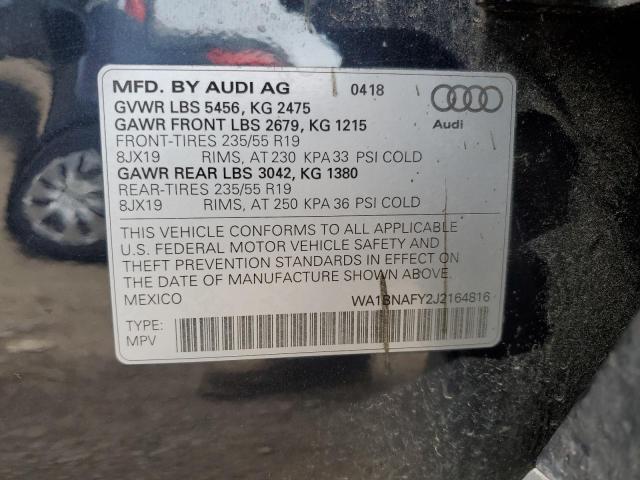 MFD. BY AUDI AG 0418
GVWR LBS 5456, KG 2475
GAWR FRONT LBS 2679, KG 1215
Audi
FRONT-TIRES 235/55 R19
8JX19 RIMS, AT 230 KPA 33 PSI COLD
GAWR REAR LBS 3042, KG 1380
REAR-TIRES 235/55 R19
8JX19 RIMS, AT 250 KPA 36 PSI COLD
THIS VEHICLE CONFORMS TO ALL APPLICABLE
U.S. FEDERAL MOTOR VEHICLE SAFETY AND
THEFT PREVENTION STANDARDS IN EFFECT ON
THE DATE OF MANUFACTURE SHOWN ABOVE.
MEXICO WA1BNAFY2J2164816
TYPE:
MPV